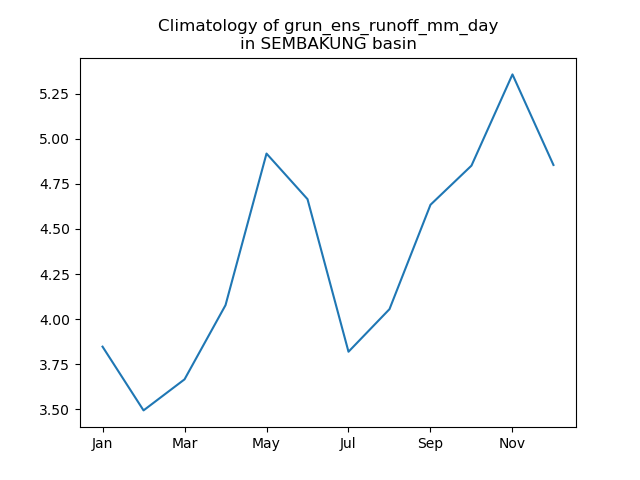 Climatology of grun_ens_runoff_mm_day
in SEMBAKUNG basin
5.25
5.00
4.75
4.50
4.25
4.00
3.75
3.50
Jan Mar May Jul Sep Nov